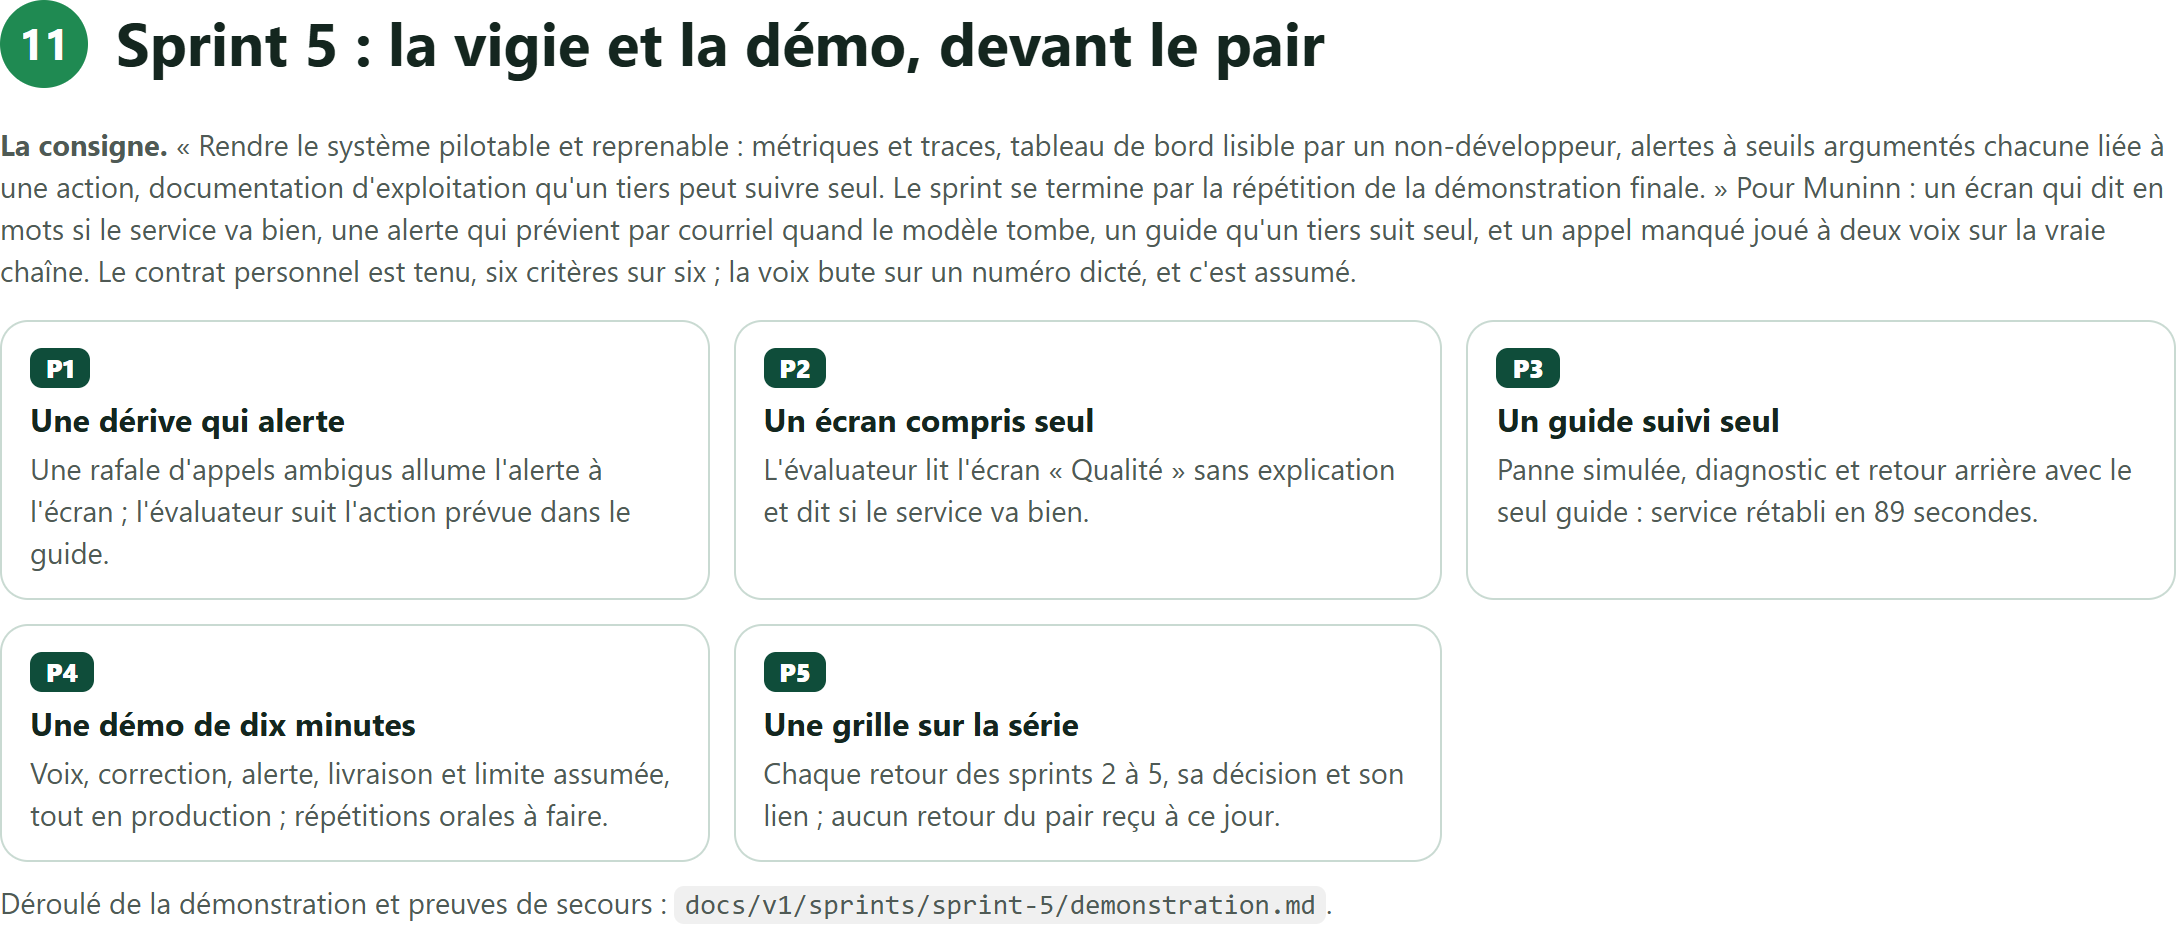 11
Sprint 5 : la vigie et la démo, devant le pair
La consigne. « Rendre le système pilotable et reprenable : métriques et traces, tableau de bord lisible par un non-développeur, alertes à seuils argumentés chacune liée à
une action, documentation d'exploitation qu'un tiers peut suivre seul. Le sprint se termine par la répétition de la démonstration finale. » Pour Muninn : un écran qui dit en
mots si le service va bien, une alerte qui prévient par courriel quand le modèle tombe, un guide qu'un tiers suit seul, et un appel manqué joué à deux voix sur la vraie
chaîne. Le contrat personnel est tenu, six critères sur six ; la voix bute sur un numéro dicté, et c'est assumé.
P1
Une dérive qui alerte
Une rafale d'appels ambigus allume l'alerte à
l'écran ; l'évaluateur suit l'action prévue dans le
guide.
P2
Un écran compris seul
L'évaluateur lit l'écran « Qualité » sans explication
et dit si le service va bien.
P3
Un guide suivi seul
Panne simulée, diagnostic et retour arrière avec le
seul guide : service rétabli en 89 secondes.
P4
Une démo de dix minutes
Voix, correction, alerte, livraison et limite assumée,
tout en production ; répétitions orales à faire.
P5
Une grille sur la série
Chaque retour des sprints 2 à 5, sa décision et son
lien ; aucun retour du pair reçu à ce jour.
Déroulé de la démonstration et preuves de secours : docs/v1/sprints/sprint-5/demonstration.md.